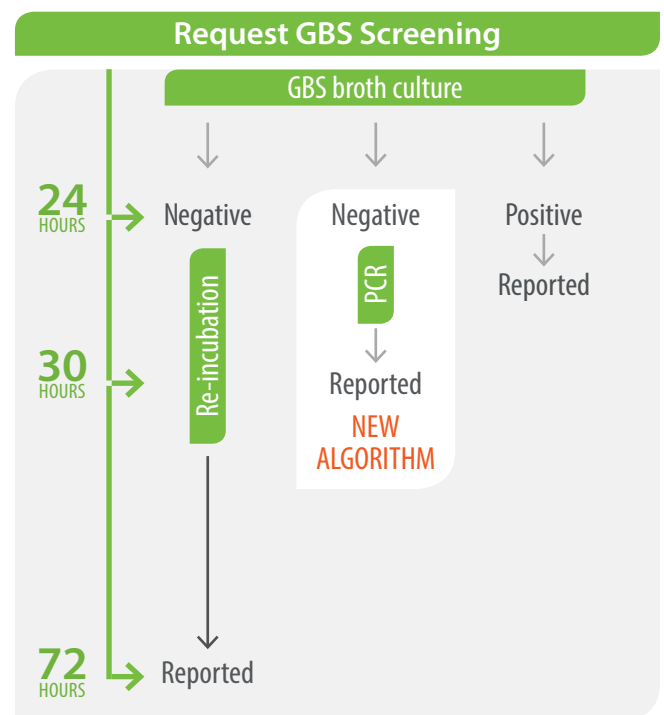 Request GBS Screening
GBS broth culture
24
HOURS
Negative
Negative
Positive
Reported
Re-incubation
PCR
30
HOURS
Reported
NEW
ALGORITHM
72
HOURS
Reported